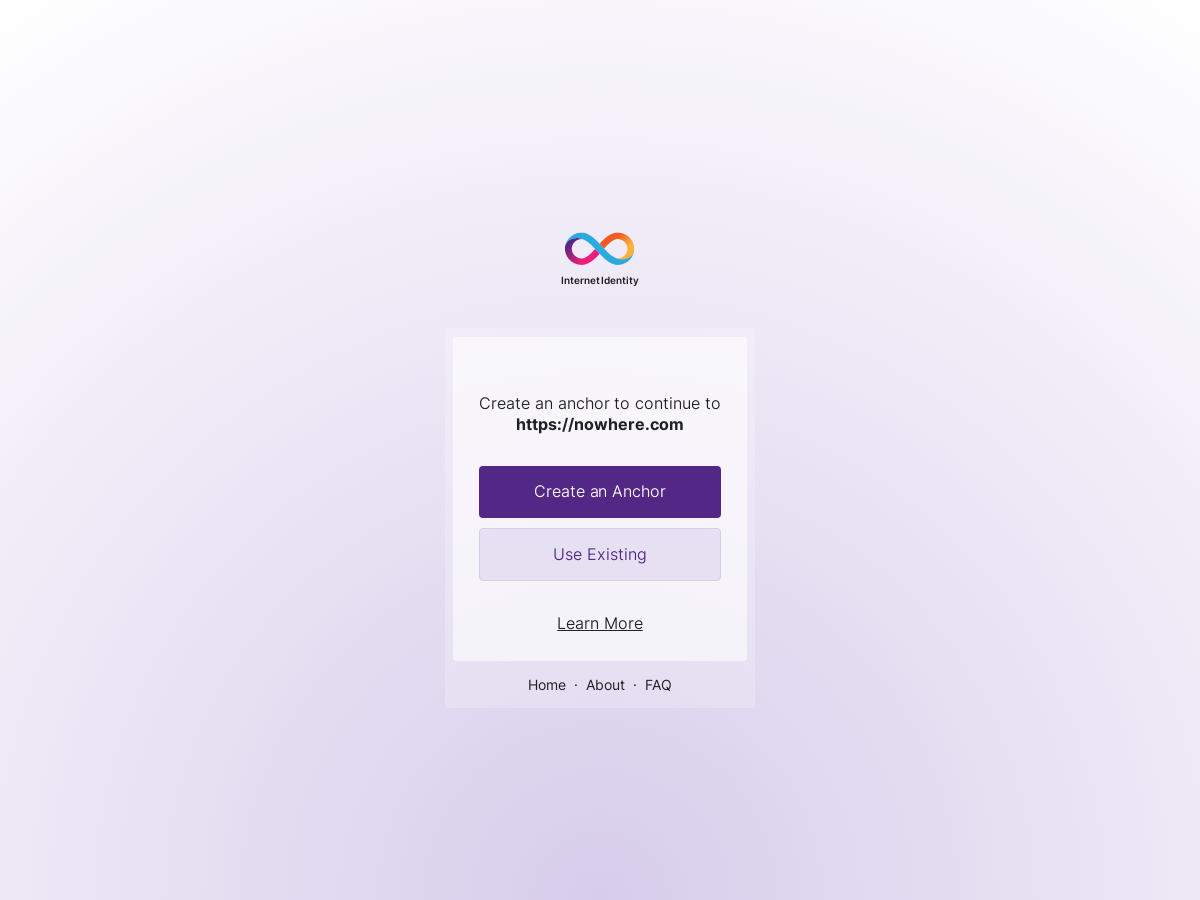 Internet Identity
Create an anchor to continue to
https://nowhere.com
Create an Anchor
Use Existing
Learn More
Home · About · FAQ